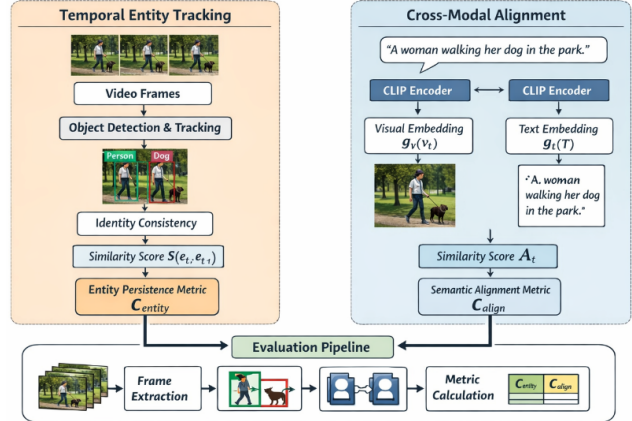 Temporal Entity Tracking
Video Frames
Object Detection & Tracking
Person
Dog
Identity Consistency
Similarity Score S(e_t, e_t-1)
Entity Persistence Metric
C_entity
Cross-Modal Alignment
“A woman walking her dog in the park.”
CLIP Encoder
CLIP Encoder
Visual Embedding
g_v(v_t)
Text Embedding
g_t(T)
“A. woman
walking her dog
in the park."
Similarity Score A_t
Semantic Alignment Metric
C_align
Evaluation Pipeline
Frame
Extraction
Metric
Calculation
C_entity
C_align